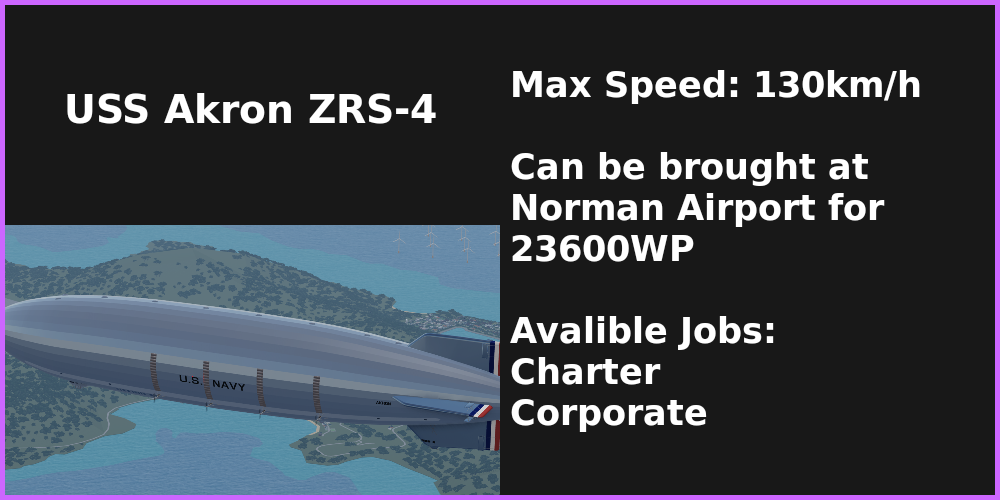 USS Akron ZRS-4
Max Speed: 130km/h
Can be brought at
Norman Airport for
23600WP
Avalible Jobs:
Charter
Corporate
U.S. NAVY